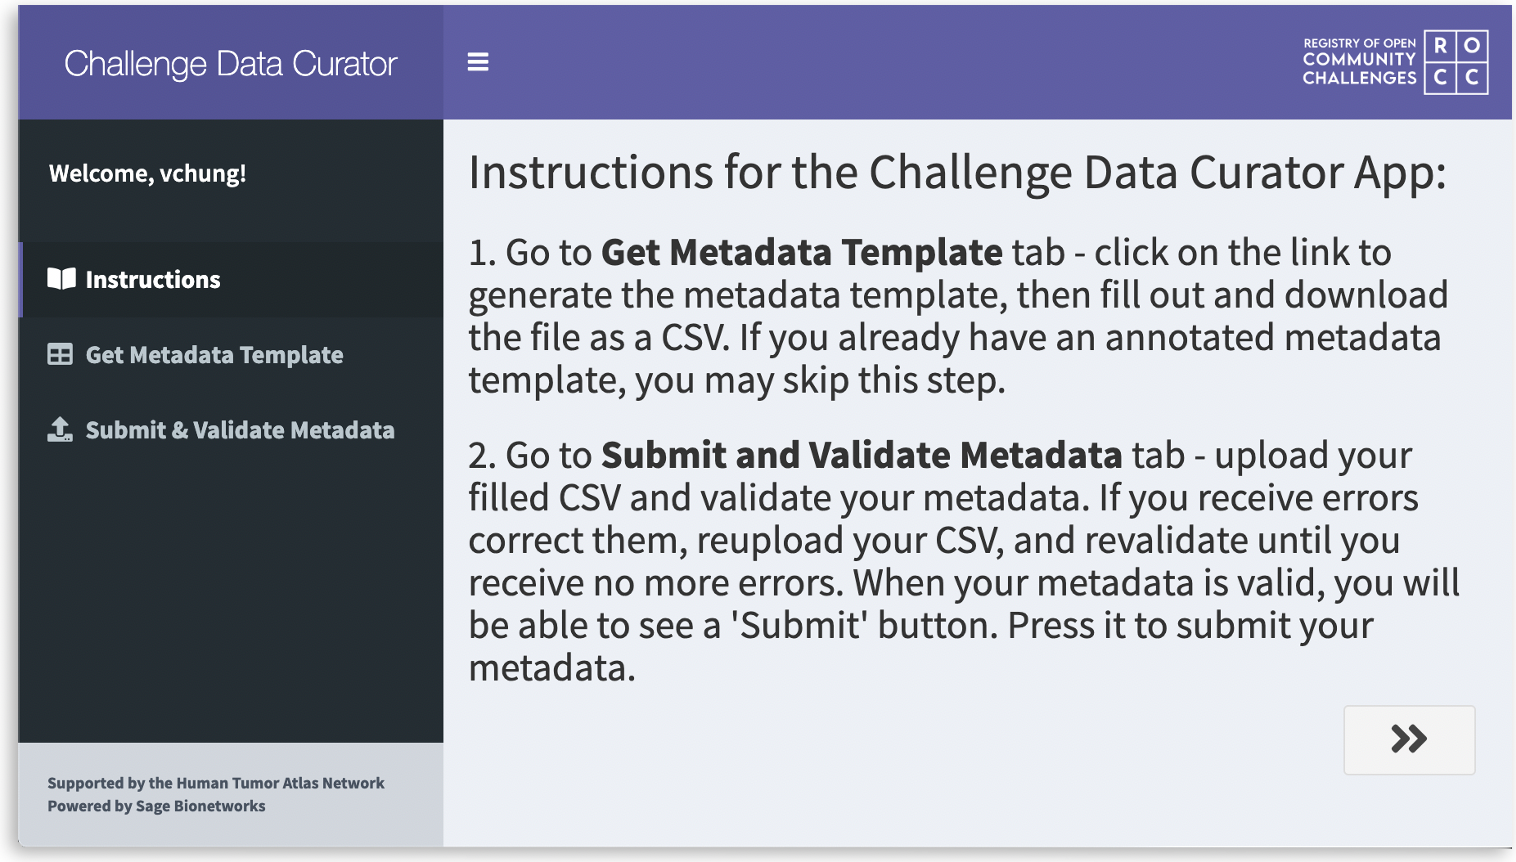 Challenge Data Curator
REGISTRY OF OPEN
COMMUNITY
CHALLENGES
R O
C C
Welcome, vchung!
Instructions
Get Metadata Template
Submit & Validate Metadata
Supported by the Human Tumor Atlas Network
Powered by Sage Bionetworks
Instructions for the Challenge Data Curator App:
1. Go to Get Metadata Template tab - click on the link to
generate the metadata template, then fill out and download
the file as a CSV. If you already have an annotated metadata
template, you may skip this step.
2. Go to Submit and Validate Metadata tab - upload your
filled CSV and validate your metadata. If you receive errors
correct them, reupload your CSV, and revalidate until you
receive no more errors. When your metadata is valid, you will
be able to see a 'Submit' button. Press it to submit your
metadata.